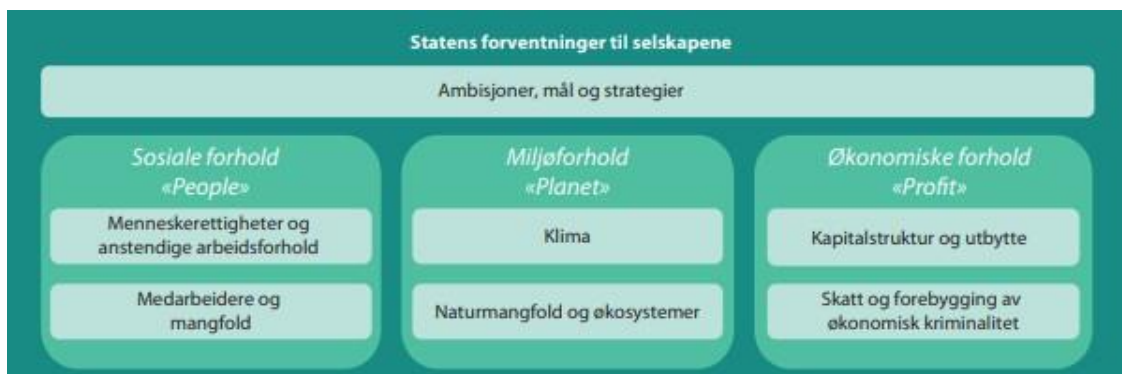 Statens forventninger til selskapene
Ambisjoner, mål og strategier
Sosiale forhold
«People»
Menneskerettigheter og
anstendige arbeidsforhold
Medarbeidere og
mangfold
Miljøforhold
«Planet»
Klima
Naturmangfold og økosystemer
Økonomiske forhold
«Profit»
Kapitalstruktur og utbytte
Skatt og forebygging av
økonomisk kriminalitet